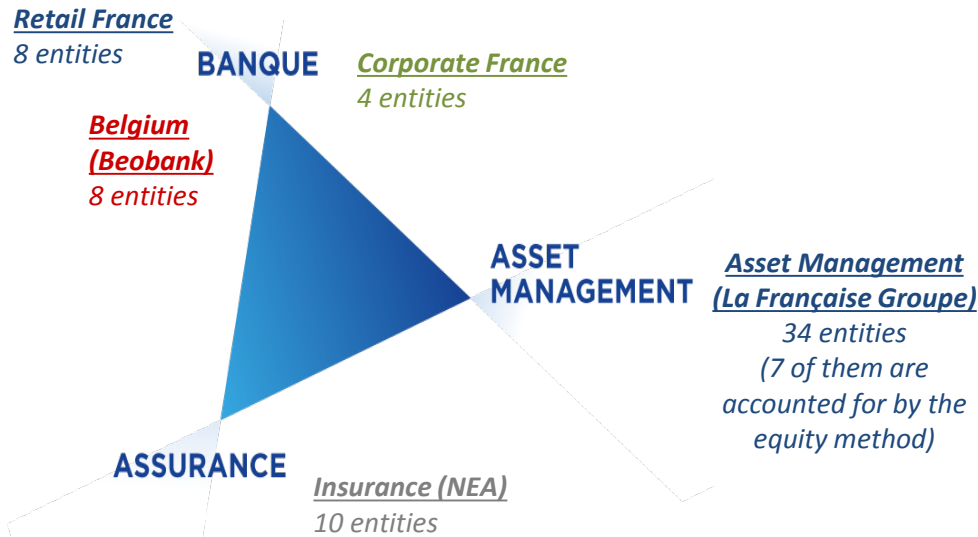 Retail France
8 entities
BANQUE
Corporate France
4 entities
Belgium
(Beobank)
8 entities
ASSET
MANAGEMENT
Asset Management
(La Française Groupe)
34 entities
(7 of them are
accounted for by the
equity method)
ASSURANCE
Insurance (NEA)
10 entities